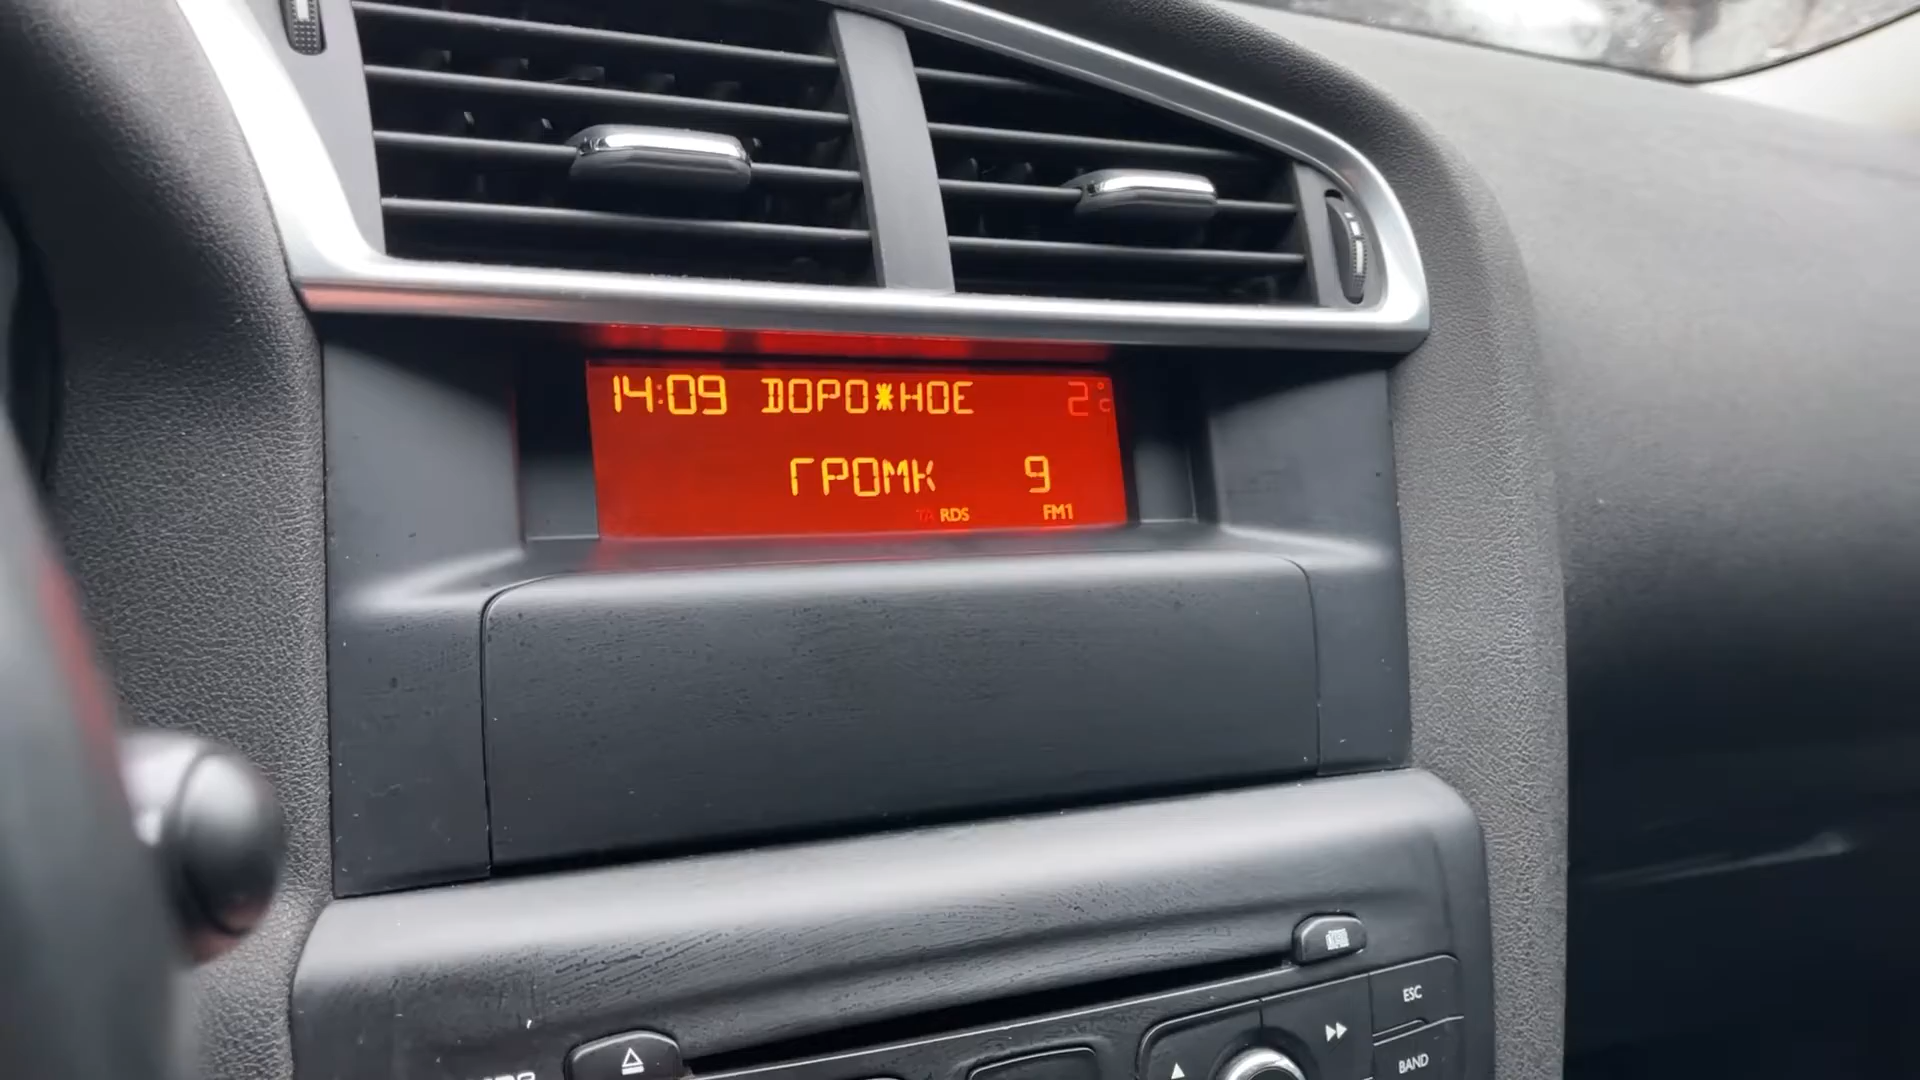 14:09 ДОРОЖНОЕ 2°C
ГРОМК 9
TA RDS FM1
ESC
BAND